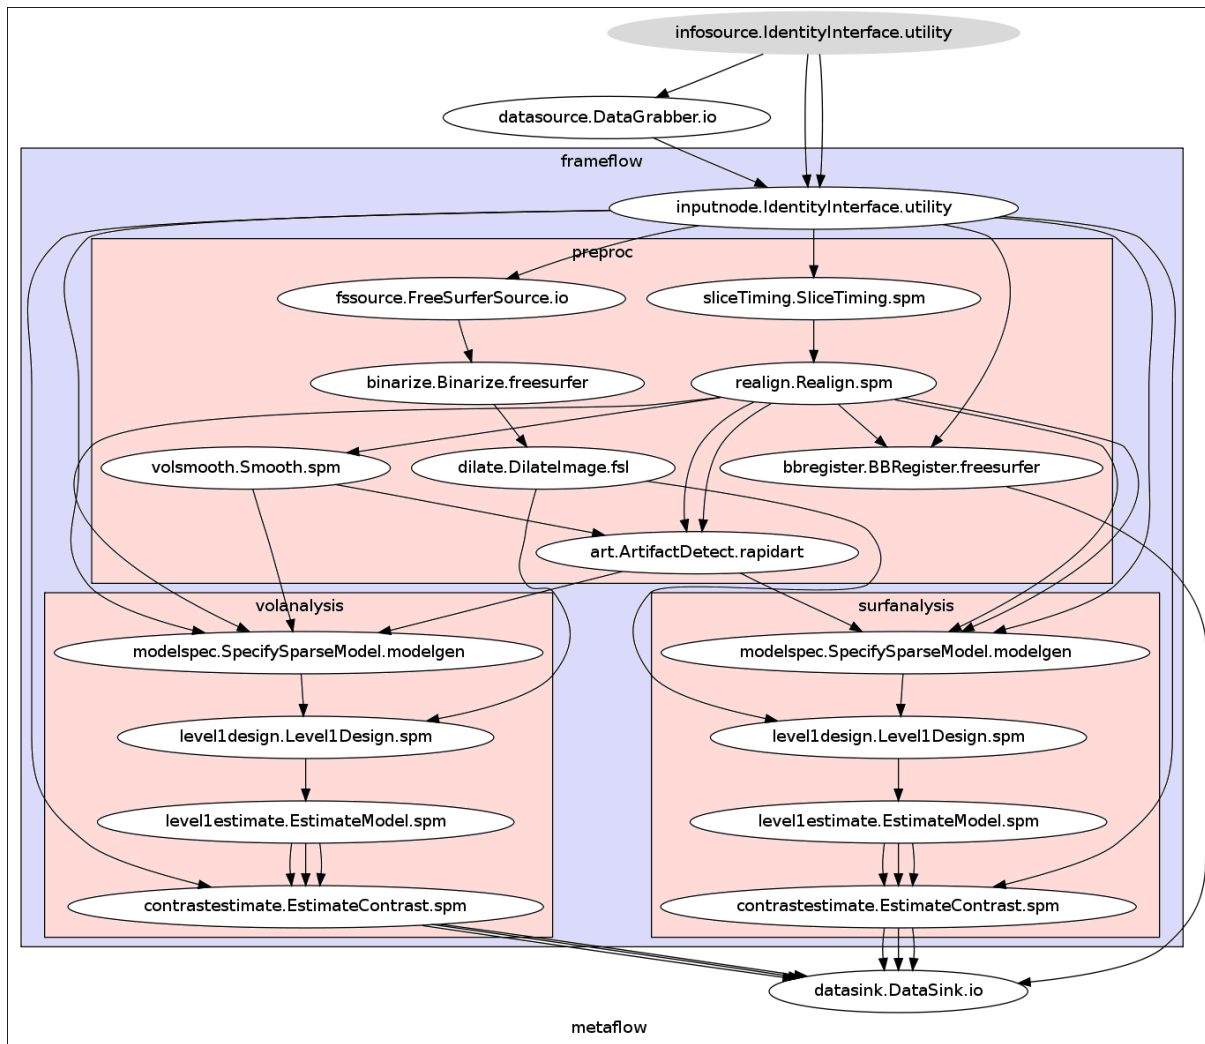 infosource.IdentityInterface.utility
datasource.DataGrabber.io
frameflow
inputnode.IdentityInterface.utility
preproc
fssource.FreeSurferSource.io
sliceTiming.SliceTiming.spm
binarize.Binarize.freesurfer
realign.Realign.spm
volsmooth.Smooth.spm
dilate.DilateImage.fsl
bbregister.BBRegister.freesurfer
art.ArtifactDetect.rapidart
volanalysis
surfanalysis
modelspec.SpecifySparseModel.modelgen
modelspec.SpecifySparseModel.modelgen
level1design.Level1Design.spm
level1design.Level1Design.spm
level1estimate.EstimateModel.spm
level1estimate.EstimateModel.spm
contrastestimate.EstimateContrast.spm
contrastestimate.EstimateContrast.spm
datasink.DataSink.io
metaflow